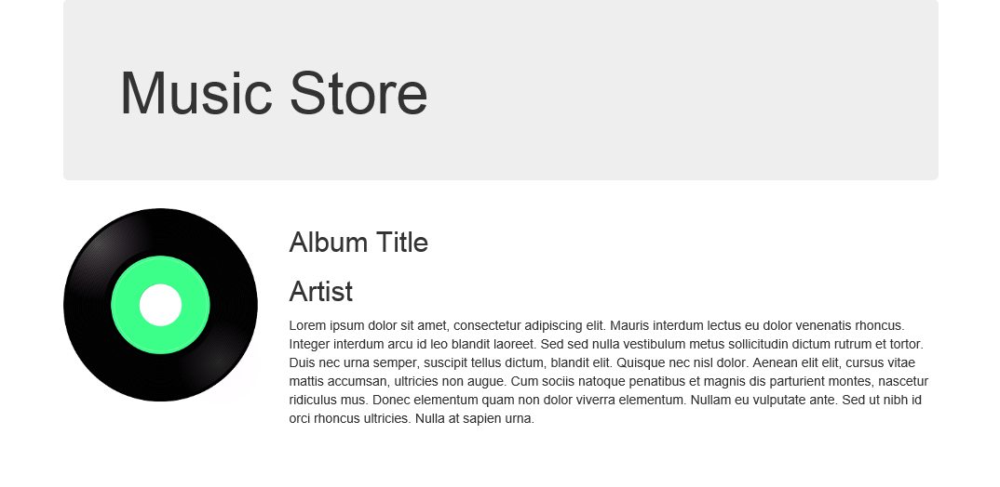 Music Store
Album Title
Artist
Lorem ipsum dolor sit amet, consectetur adipiscing elit. Mauris interdum lectus eu dolor venenatis rhoncus.
Integer interdum arcu id leo blandit laoreet. Sed sed nulla vestibulum metus sollicitudin dictum rutrum et tortor.
Duis nec urna semper, suscipit tellus dictum, blandit elit. Quisque nec nisl dolor. Aenean elit elit, cursus vitae
mattis accumsan, ultricies non augue. Cum sociis natoque penatibus et magnis dis parturient montes, nascetur
ridiculus mus. Donec elementum quam non dolor viverra elementum. Nullam eu vulputate ante. Sed ut nibh id
orci rhoncus ultricies. Nulla at sapien urna.